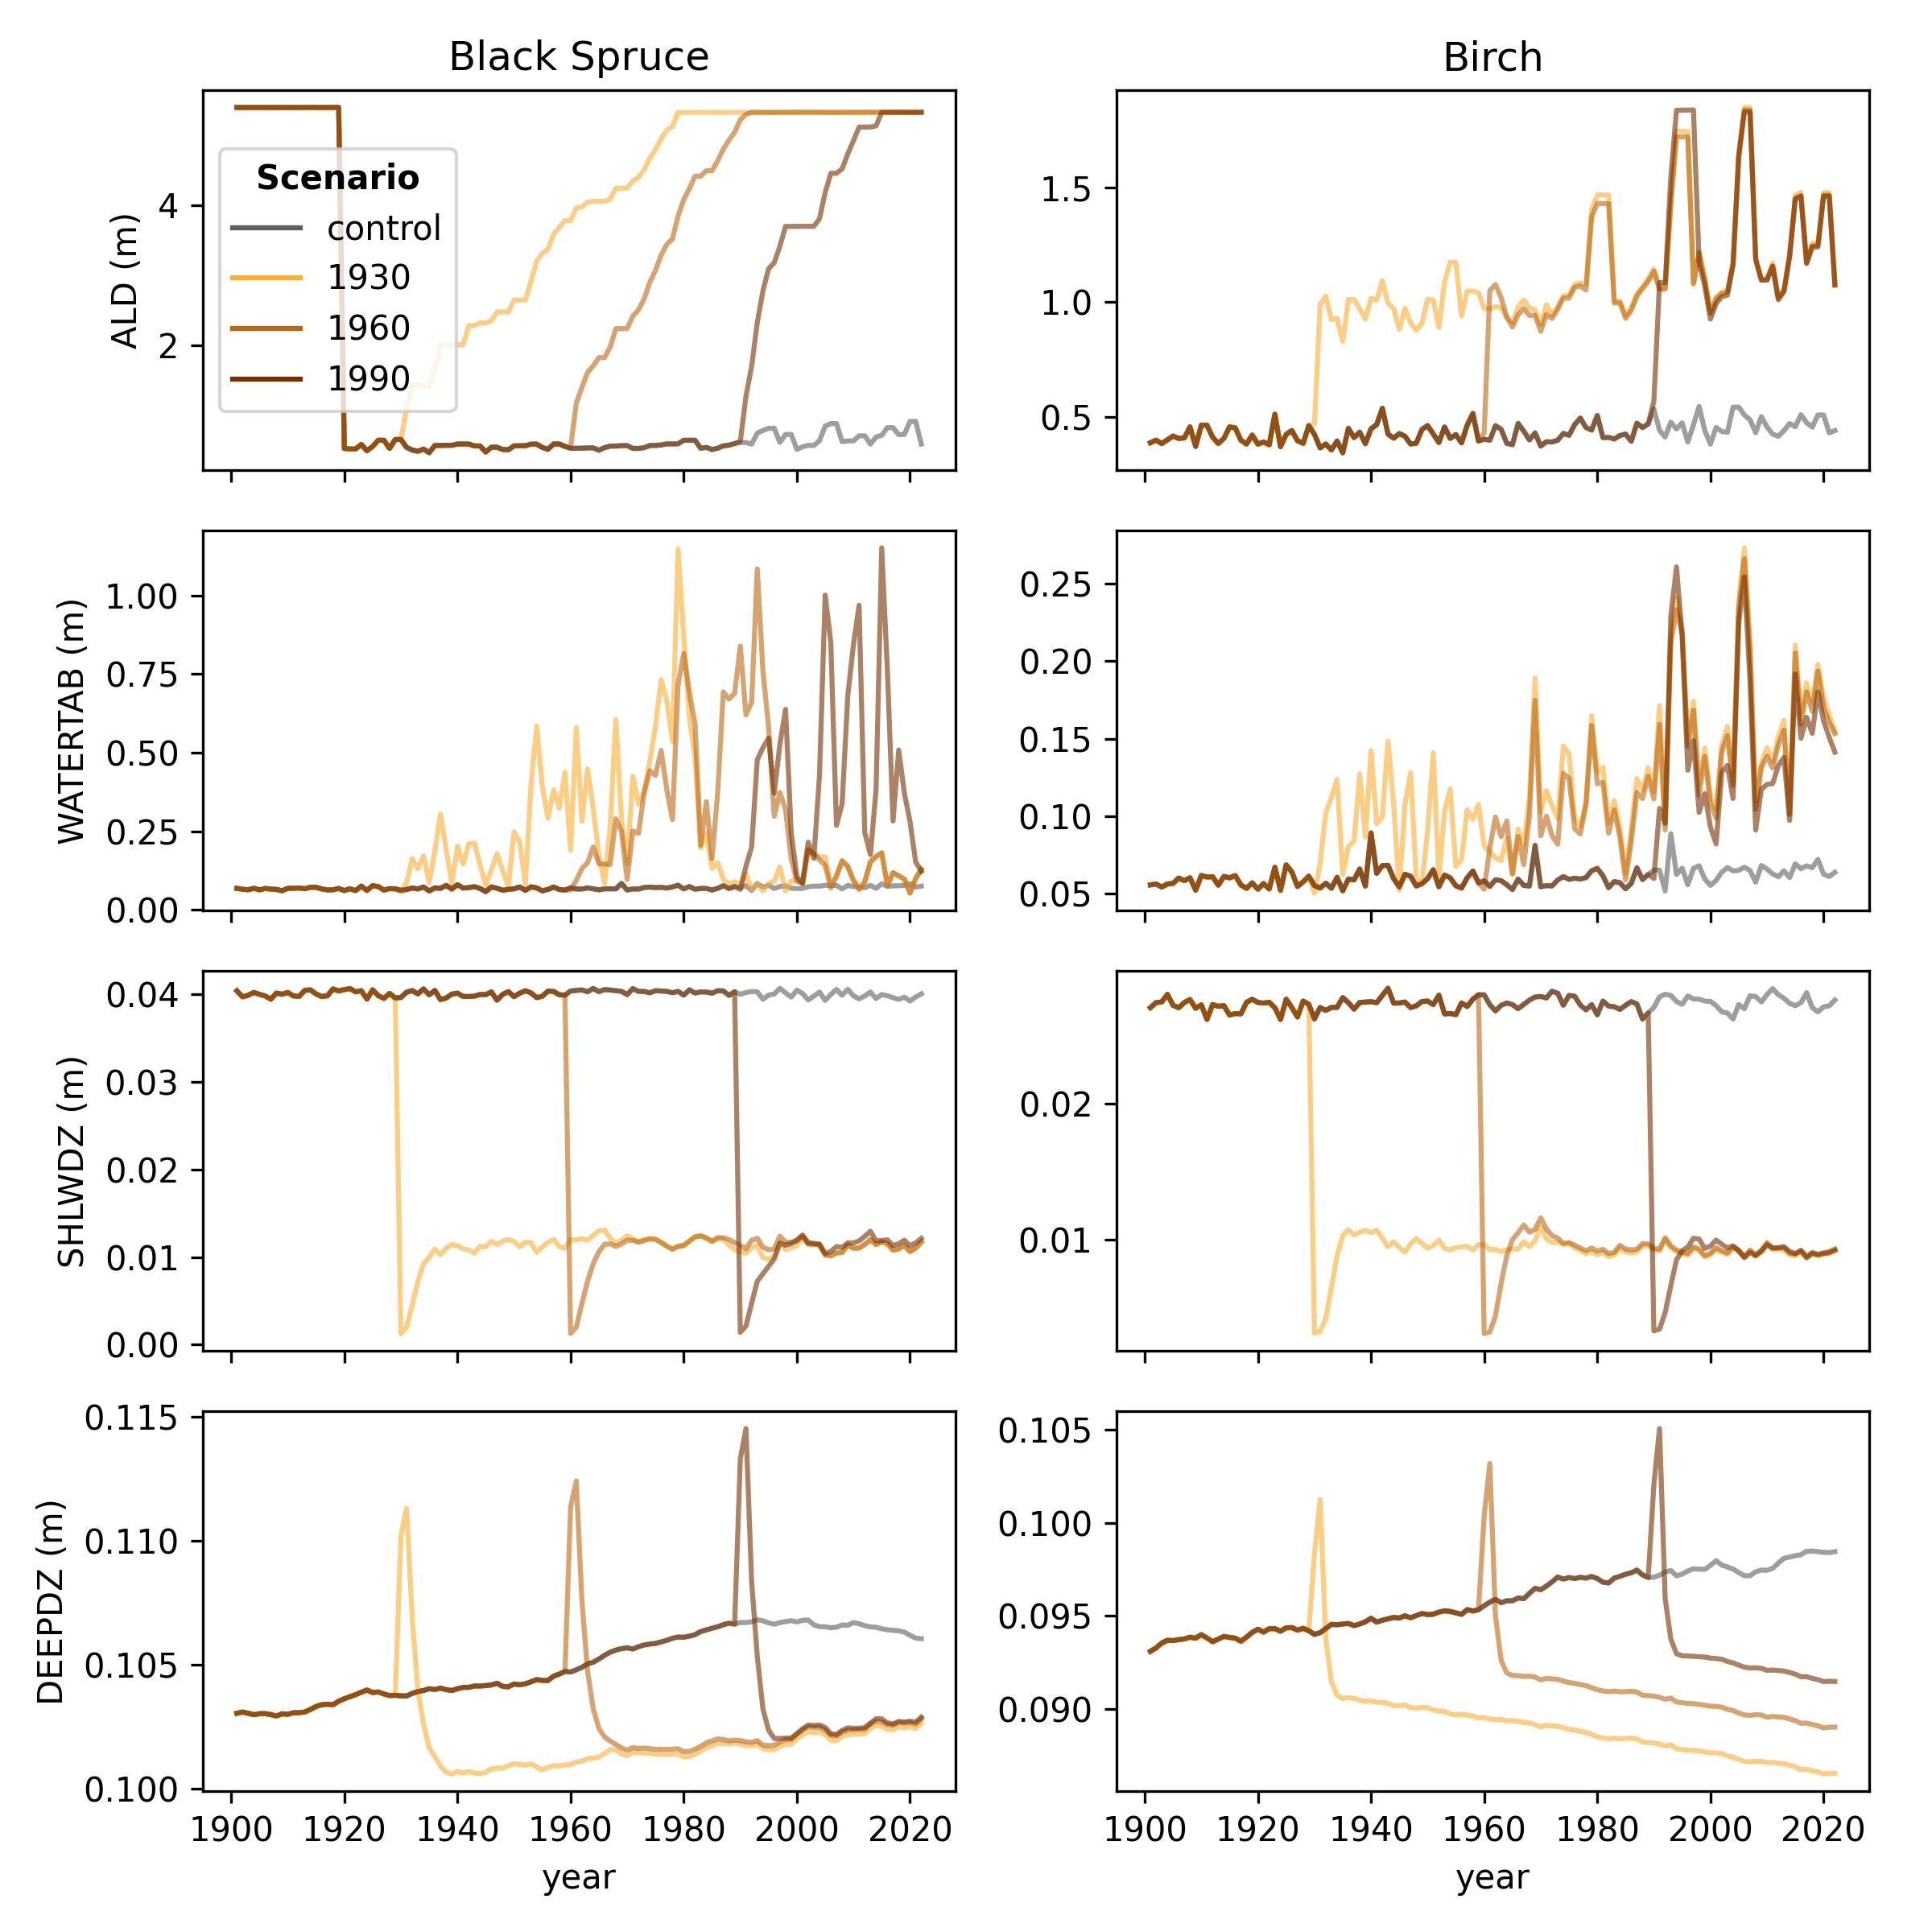 Black Spruce
Birch
ALD (m)
4
2
Scenario
control
1930
1960
1990
1.5
1.0
0.5
WATERTAB (m)
1.00
0.75
0.50
0.25
0.00
0.25
0.20
0.15
0.10
0.05
SHLWDZ (m)
0.04
0.03
0.02
0.01
0.00
0.02
0.01
DEEPDZ (m)
0.115
0.110
0.105
0.100
0.105
0.100
0.095
0.090
1900 1920 1940 1960 1980 2000 2020
1900 1920 1940 1960 1980 2000 2020
year
year